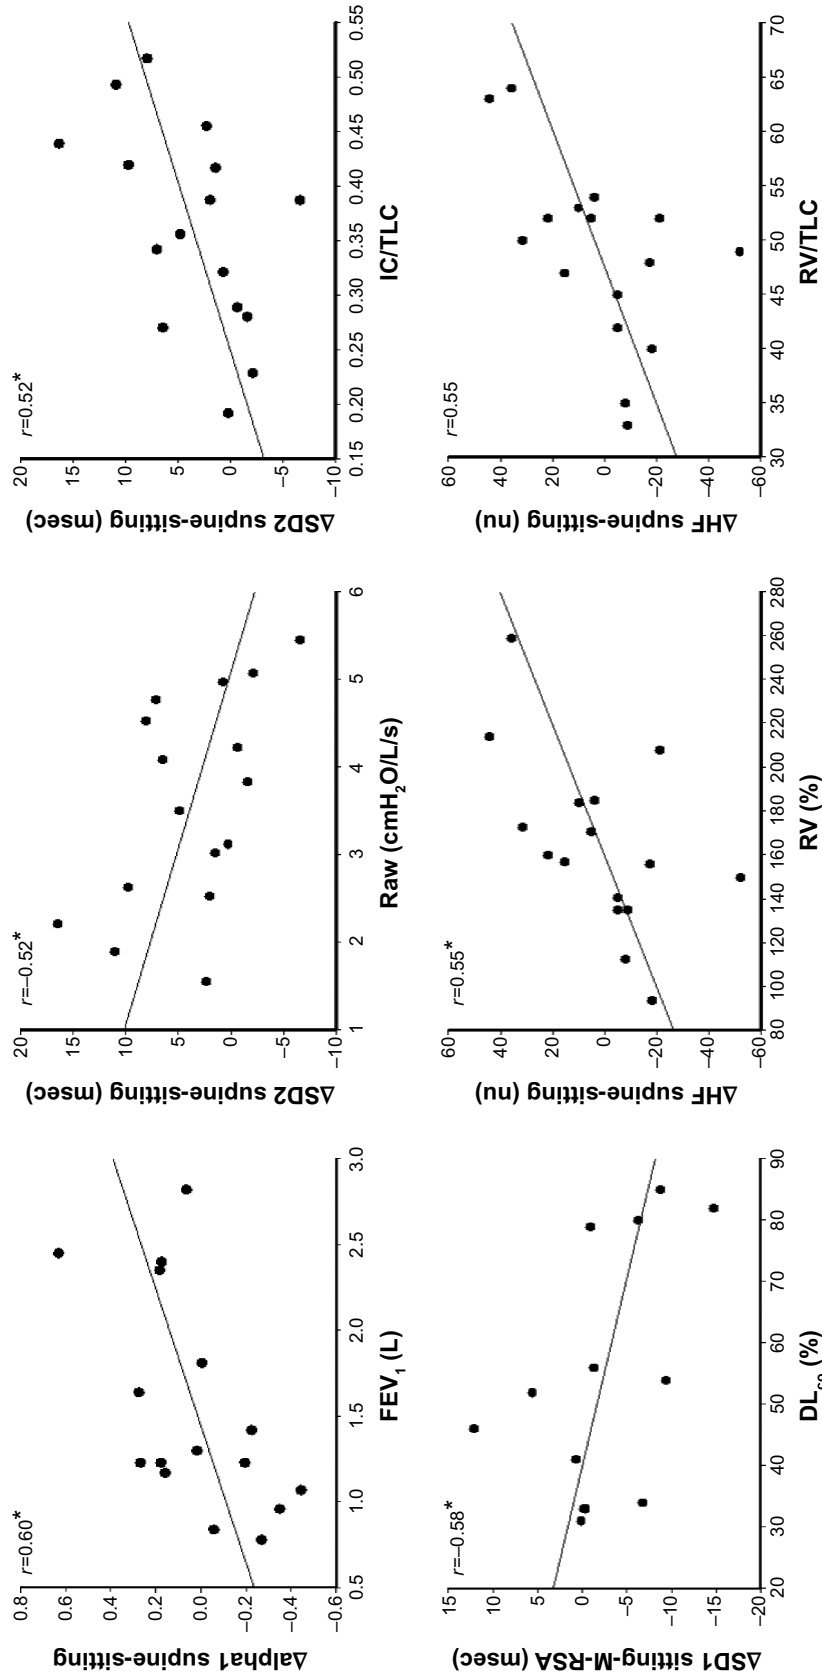 r=0.60*
Δalpha1 supine-sitting
0.8
0.6
0.4
0.2
0.0
−0.2
−0.4
−0.6
0.5 1.0 1.5 2.0 2.5 3.0
FEV₁ (L)
r=−0.52*
ΔSD2 supine-sitting (msec)
20
15
10
5
0
−5
−10
1 2 3 4 5 6
Raw (cmH₂O/L/s)
r=0.52*
ΔSD2 supine-sitting (msec)
20
15
10
5
0
−5
−10
0.15 0.20 0.25 0.30 0.35 0.40 0.45 0.50 0.55
IC/TLC
r=−0.58*
ΔSD1 sitting-M-RSA (msec)
15
10
5
0
−5
−10
−15
−20
20 30 40 50 60 70 80 90
DLco (%)
r=0.55*
ΔHF supine-sitting (nu)
60
40
20
0
−20
−40
−60
80 100 120 140 160 180 200 220 240 260 280
RV (%)
r=0.55
ΔHF supine-sitting (nu)
60
40
20
0
−20
−40
−60
30 35 40 45 50 55 60 65 70
RV/TLC